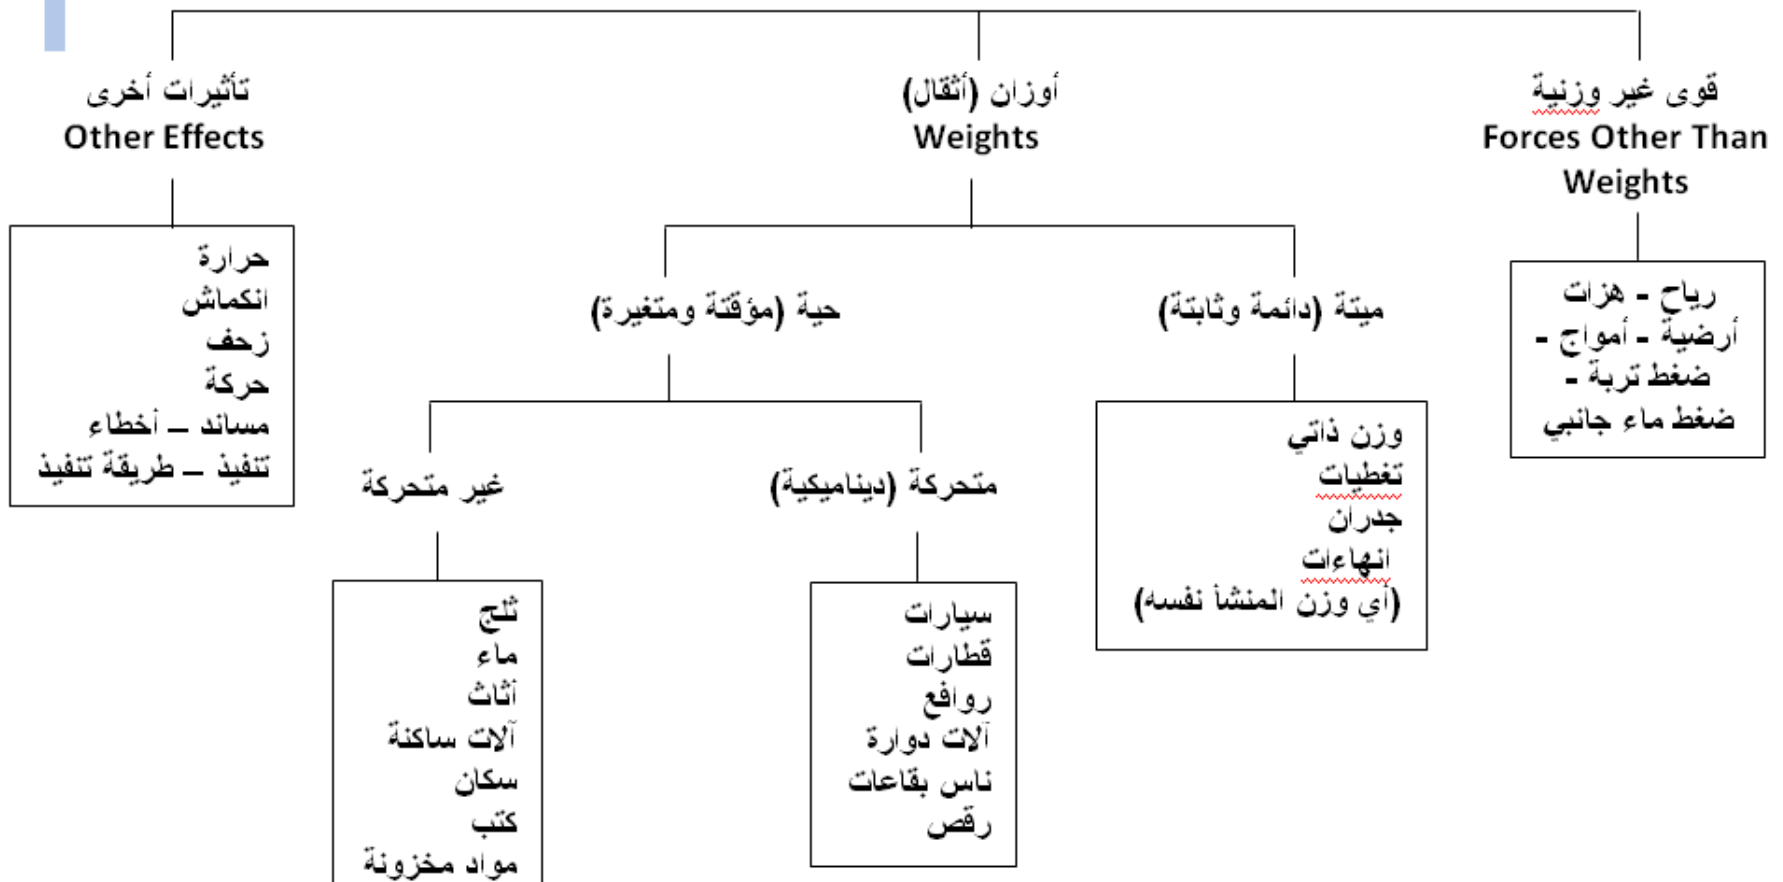 قوى غير وزنية
Forces Other Than
Weights
رياح - هزات
أرضية - أمواج -
ضغط تربة -
ضغط ماء جانبي
أوزان (أثقال)
Weights
ميتة (دائمة وثابتة)
وزن ذاتي
تغطيات
جدران
انهاءات
(أي وزن المنشأ نفسه)
حية (مؤقتة ومتغيرة)
متحركة (ديناميكية)
سيارات
قطارات
روافع
آلات دوارة
ناس بقاعات
رقص
غير متحركة
ثلج
ماء
أثاث
آلات ساكنة
سكان
كتب
مواد مخزونة
تأثيرات أخرى
Other Effects
حرارة
انكماش
زحف
حركة
مساند – أخطاء
تنفيذ – طريقة تنفيذ